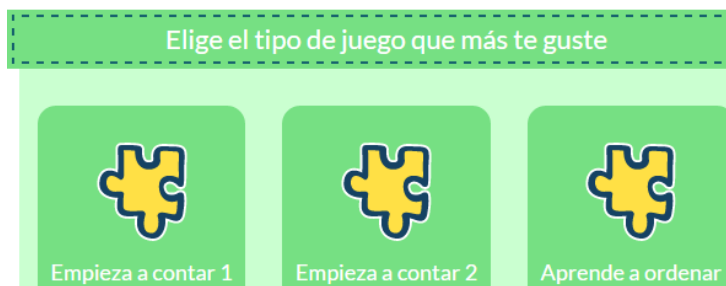 Elige el tipo de juego que más te guste
Empieza a contar 1
Empieza a contar 2
Aprende a ordenar